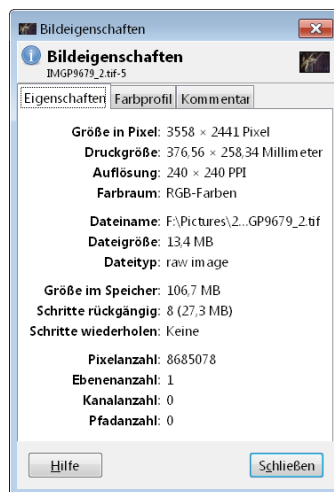 Bildeigenschaften
Bildeigenschaften
IMGP9679_2.tif-5
Eigenschaften Farbprofil Kommentar
Größe in Pixel: 3558 × 2441 Pixel
Druckgröße: 376,56 × 258,34 Millimeter
Auflösung: 240 × 240 PPI
Farbraum: RGB-Farben
Dateiname: F:\Pictures\2...GP9679_2.tif
Dateigröße: 13,4 MB
Dateityp: raw image
Größe im Speicher: 106,7 MB
Schritte rückgängig: 8 (27,3 MB)
Schritte wiederholen: Keine
Pixelanzahl: 8685078
Ebenenanzahl: 1
Kanalanzahl: 0
Pfadanzahl: 0
Hilfe Schließen